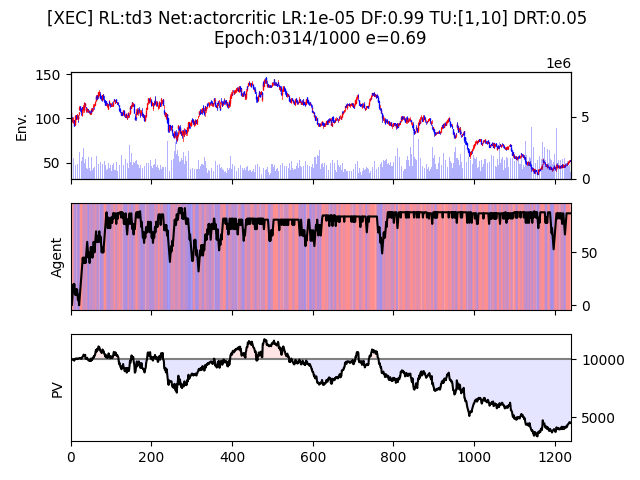 [XEC] RL:td3 Net:actorcritic LR:1e-05 DF:0.99 TU:[1,10] DRT:0.05
Epoch:0314/1000 e=0.69
1e6
150
100
50
Env.
5
0
Agent
50
0
PV
10000
5000
0 200 400 600 800 1000 1200